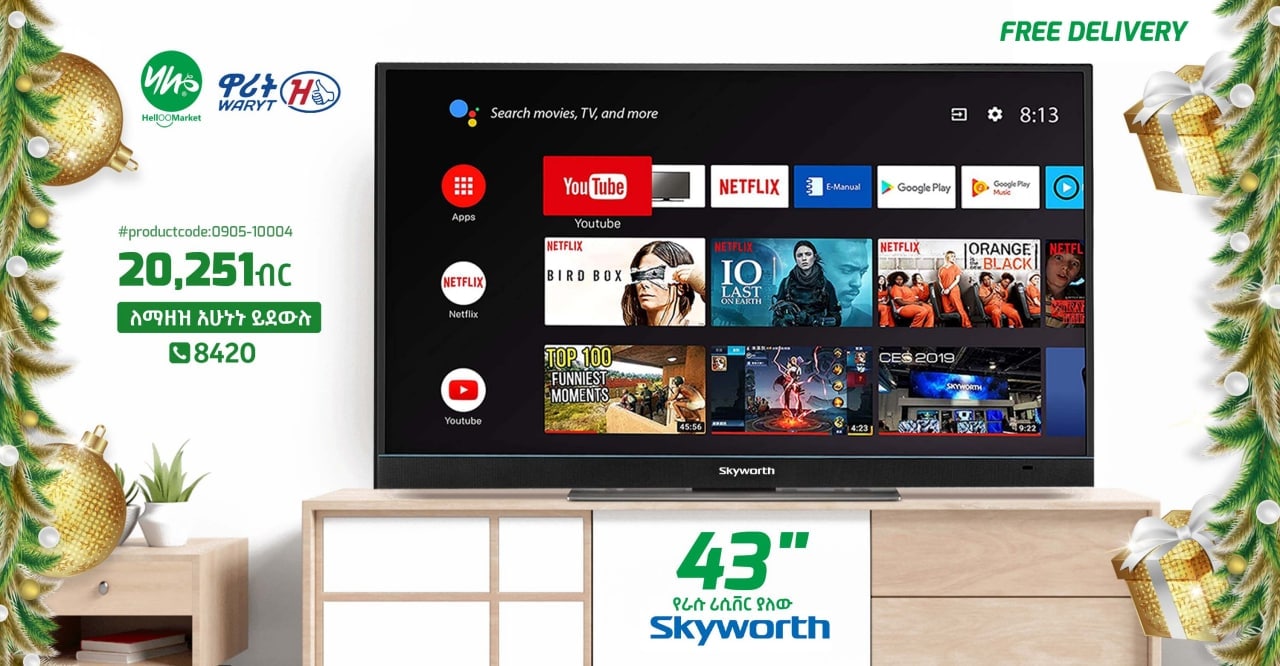 FREE DELIVERY
ሃሎ
HellOOMarket
ዋሪት
WARYT
H
#productcode:0905-10004
20,251ብር
ለማዘዝ አሁኑኑ ይደውሉ
8420
Search movies, TV, and more
8:13
Apps
YouTube
NETFLIX
E-Manual
Google Play
Google Play Music
Youtube
NETFLIX
Netflix
NETFLIX
BIRD BOX
NETFLIX
IO
LAST
ON EARTH
NETFLIX
ORANGE
is the new
BLACK
NETFL
Youtube
TOP 100
FUNNIEST
MOMENTS
45:56
4:23
CES 2019
SKYWORTH
9:22
Skyworth
43"
የራሱ ሪሲቨር ያለው
Skyworth